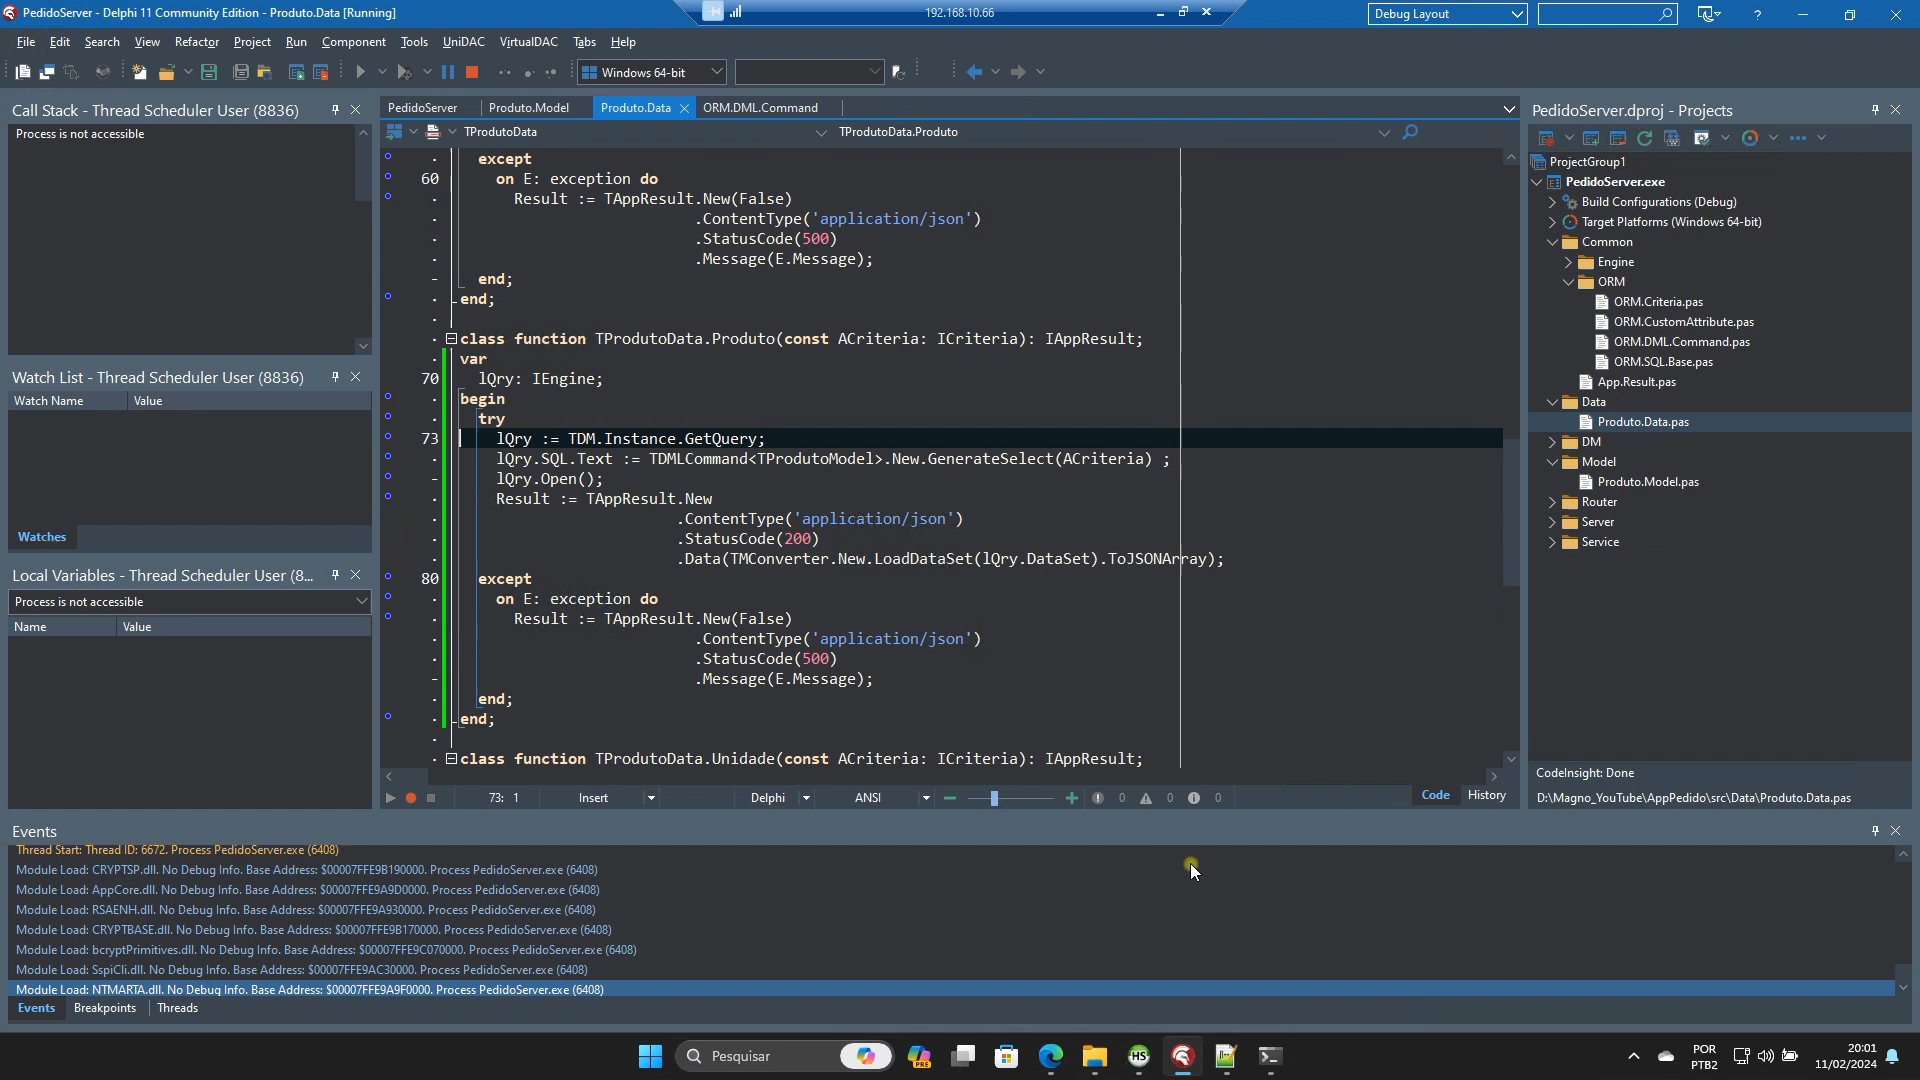 PedidoServer - Delphi 11 Community Edition - Produto.Data [Running]
192.168.10.66
Debug Layout
File Edit Search View Refactor Project Run Component Tools UniDAC VirtualDAC Tabs Help
Windows 64-bit
Call Stack - Thread Scheduler User (8836)
Process is not accessible
Watch List - Thread Scheduler User (8836)
Watch Name Value
Watches
Local Variables - Thread Scheduler User (8...
Process is not accessible
Name Value
PedidoServer Produto.Model Produto.Data ORM.DML.Command
TProdutoData TProdutoData.Produto
except
60 on E: exception do
Result := TAppResult.New(False)
.ContentType('application/json')
.StatusCode(500)
.Message(E.Message);
end;
end;
class function TProdutoData.Produto(const ACriteria: ICriteria): IAppResult;
var
70 lQry: IEngine;
begin
try
73 lQry := TDM.Instance.GetQuery;
lQry.SQL.Text := TDMLCommand<TProdutoModel>.New.GenerateSelect(ACriteria) ;
lQry.Open();
Result := TAppResult.New
.ContentType('application/json')
.StatusCode(200)
.Data(TMConverter.New.LoadDataSet(lQry.DataSet).ToJSONArray);
80 except
on E: exception do
Result := TAppResult.New(False)
.ContentType('application/json')
.StatusCode(500)
.Message(E.Message);
end;
end;
class function TProdutoData.Unidade(const ACriteria: ICriteria): IAppResult;
73: 1 Insert Delphi ANSI 0 0 0 Code History
PedidoServer.dproj - Projects
ProjectGroup1
PedidoServer.exe
Build Configurations (Debug)
Target Platforms (Windows 64-bit)
Common
Engine
ORM
ORM.Criteria.pas
ORM.CustomAttribute.pas
ORM.DML.Command.pas
ORM.SQL.Base.pas
App.Result.pas
Data
Produto.Data.pas
DM
Model
Produto.Model.pas
Router
Server
Service
CodeInsight: Done
D:\Magno_YouTube\AppPedido\src\Data\Produto.Data.pas
Events
Thread Start: Thread ID: 6672. Process PedidoServer.exe (6408)
Module Load: CRYPTSP.dll. No Debug Info. Base Address: $00007FFE9B190000. Process PedidoServer.exe (6408)
Module Load: AppCore.dll. No Debug Info. Base Address: $00007FFE9A9D0000. Process PedidoServer.exe (6408)
Module Load: RSAENH.dll. No Debug Info. Base Address: $00007FFE9A930000. Process PedidoServer.exe (6408)
Module Load: CRYPTBASE.dll. No Debug Info. Base Address: $00007FFE9B170000. Process PedidoServer.exe (6408)
Module Load: bcryptPrimitives.dll. No Debug Info. Base Address: $00007FFE9C070000. Process PedidoServer.exe (6408)
Module Load: SspiCli.dll. No Debug Info. Base Address: $00007FFE9AC30000. Process PedidoServer.exe (6408)
Module Load: NTMARTA.dll. No Debug Info. Base Address: $00007FFE9A9F0000. Process PedidoServer.exe (6408)
Events Breakpoints Threads
Pesquisar
PRE
HS
POR
PTB2
20:01
11/02/2024